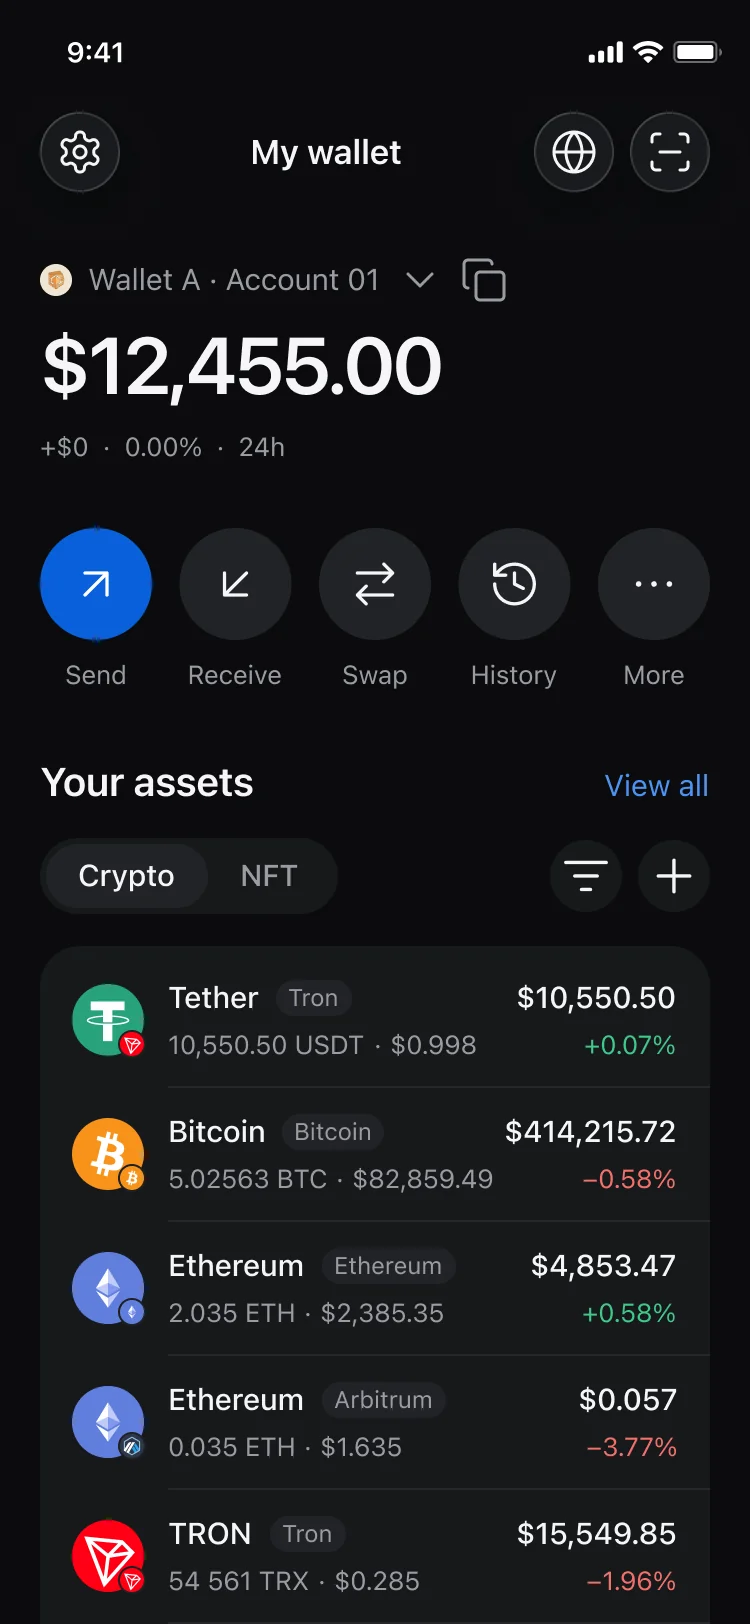 9:41
My wallet
Wallet A · Account 01
$12,455.00
+$0 · 0.00% · 24h
Send Receive Swap History More
Your assets View all
Crypto NFT
Tether Tron $10,550.50
10,550.50 USDT · $0.998 +0.07%
Bitcoin Bitcoin $414,215.72
5.02563 BTC · $82,859.49 −0.58%
Ethereum Ethereum $4,853.47
2.035 ETH · $2,385.35 +0.58%
Ethereum Arbitrum $0.057
0.035 ETH · $1.635 −3.77%
TRON Tron $15,549.85
54 561 TRX · $0.285 −1.96%